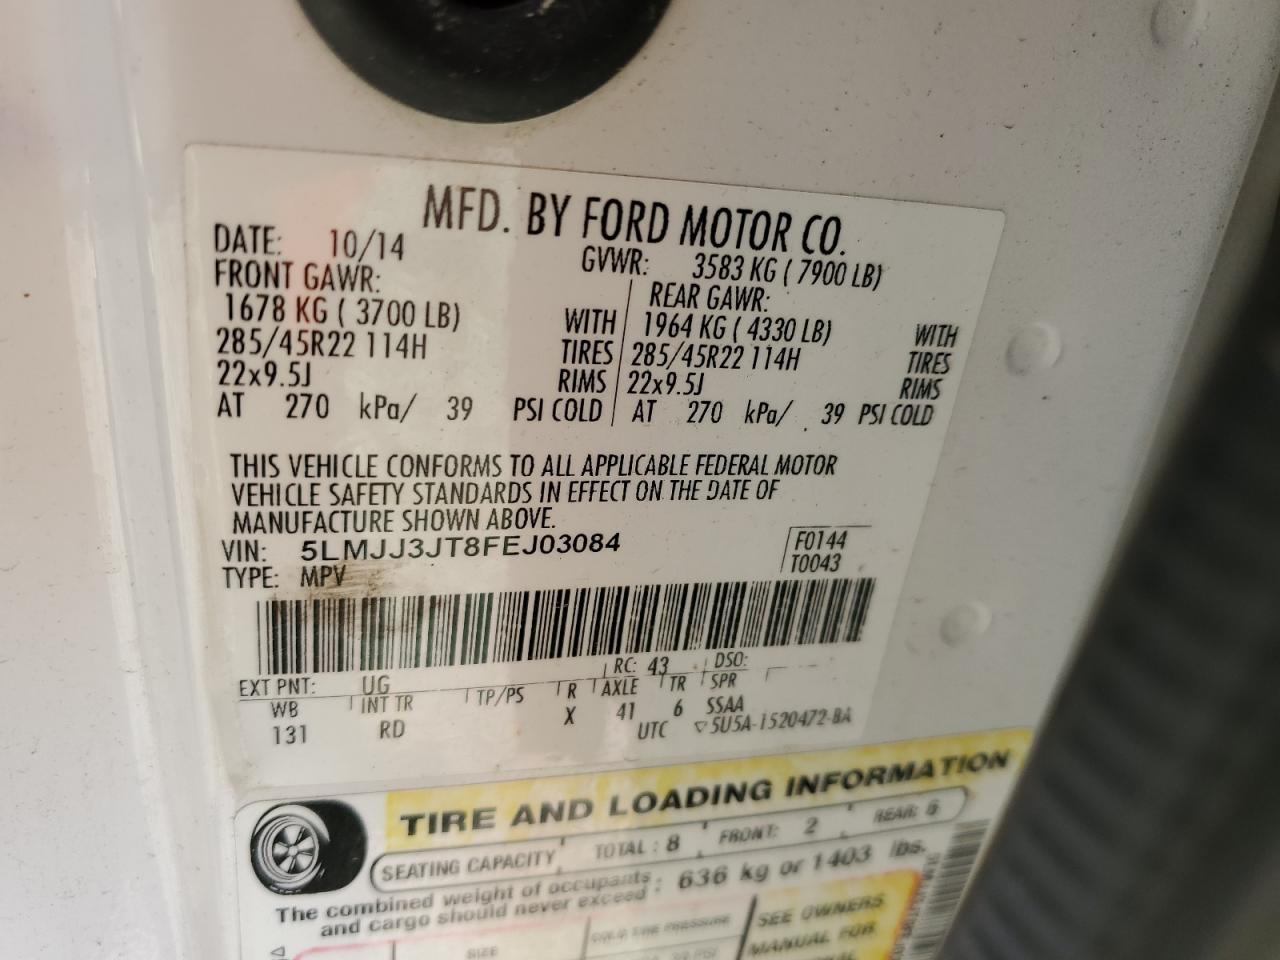 MFD. BY FORD MOTOR CO.
DATE: 10/14 GVWR: 3583 KG ( 7900 LB)
FRONT GAWR: REAR GAWR:
1678 KG ( 3700 LB) WITH 1964 KG ( 4330 LB) WITH
285/45R22 114H TIRES 285/45R22 114H TIRES
22x9.5J RIMS 22x9.5J RIMS
AT 270 kPa/ 39 PSI COLD AT 270 kPa/ 39 PSI COLD
THIS VEHICLE CONFORMS TO ALL APPLICABLE FEDERAL MOTOR
VEHICLE SAFETY STANDARDS IN EFFECT ON THE DATE OF
MANUFACTURE SHOWN ABOVE.
VIN: 5LMJJ3JT8FEJ03084 F0144
TYPE: MPV T0043
EXT PNT: UG RC: 43 DSO:
WB INT TR TP/PS R AXLE TR SPR
131 RD X 41 6 SSAA
UTC ▽5U5A-1520472-BA
TIRE AND LOADING INFORMATION
SEATING CAPACITY TOTAL : 8 FRONT: 2 REAR: 6
The combined weight of occupants : 636 kg or 1403 lbs.
and cargo should never exceed
SIZE COLD TIRE PRESSURE SEE OWNERS
MANUAL FOR